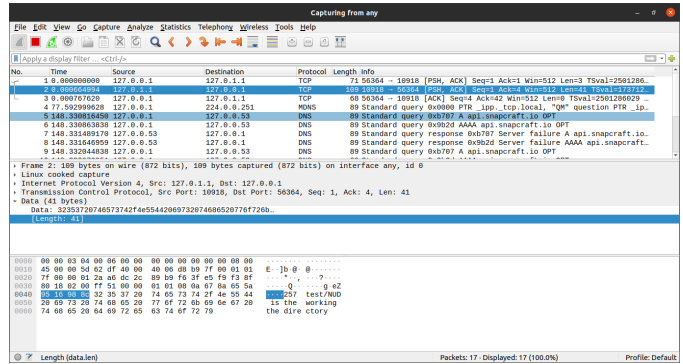 Capturing from any
File Edit View Go Capture Analyze Statistics Telephony Wireless Tools Help
Apply a display filter ... <Ctrl-/>
No. Time Source Destination Protocol Length Info
1 0.000000000 127.0.0.1 127.0.1.1 TCP 71 56364 → 10918 [PSH, ACK] Seq=1 Ack=1 Win=512 Len=3 TSval=2501286…
2 0.000664994 127.0.1.1 127.0.0.1 TCP 109 10918 → 56364 [PSH, ACK] Seq=1 Ack=4 Win=512 Len=41 TSval=173712…
3 0.000767620 127.0.0.1 127.0.1.1 TCP 68 56364 → 10918 [ACK] Seq=4 Ack=42 Win=512 Len=0 TSval=2501286029 …
4 77.592999628 127.0.0.1 224.0.0.251 MDNS 89 Standard query 0x0000 PTR _ipps._tcp.local, "QM" question PTR _ip…
5 148.330816450 127.0.0.1 127.0.0.53 DNS 89 Standard query 0xb707 A api.snapcraft.io OPT
6 148.330863838 127.0.0.1 127.0.0.53 DNS 89 Standard query 0x9b2d AAAA api.snapcraft.io OPT
7 148.331489170 127.0.0.53 127.0.0.1 DNS 89 Standard query response 0xb707 Server failure A api.snapcraft.io…
8 148.331646959 127.0.0.53 127.0.0.1 DNS 89 Standard query response 0x9b2d Server failure AAAA api.snapcraft…
9 148.332044838 127.0.0.1 127.0.0.53 DNS 89 Standard query 0xb707 A api.snapcraft.io OPT
Frame 2: 109 bytes on wire (872 bits), 109 bytes captured (872 bits) on interface any, id 0
Linux cooked capture
Internet Protocol Version 4, Src: 127.0.1.1, Dst: 127.0.0.1
Transmission Control Protocol, Src Port: 10918, Dst Port: 56364, Seq: 1, Ack: 4, Len: 41
Data (41 bytes)
Data: 32353720746573742f4e55442069732074686520776f726b…
[Length: 41]
0000 00 00 03 04 00 06 00 00 00 00 00 00 00 00 08 00 ········ ········
0010 45 00 00 5d 62 df 40 00 40 06 d8 b9 7f 00 01 01 E··]b·@· @·······
0020 7f 00 00 01 2a a6 dc 2c 89 b9 f6 3f e5 f9 f3 8f ····*··, ···?····
0030 80 18 02 00 ff 51 00 00 01 01 08 0a 67 8a 65 5a ·····Q·· ····g·eZ
0040 95 16 98 8c 32 35 37 20 74 65 73 74 2f 4e 55 44 ····257 test/NUD
0050 20 69 73 20 74 68 65 20 77 6f 72 6b 69 6e 67 20 is the working
0060 74 68 65 20 64 69 72 65 63 74 6f 72 79 the dire ctory
Length (data.len) Packets: 17 · Displayed: 17 (100.0%) Profile: Default